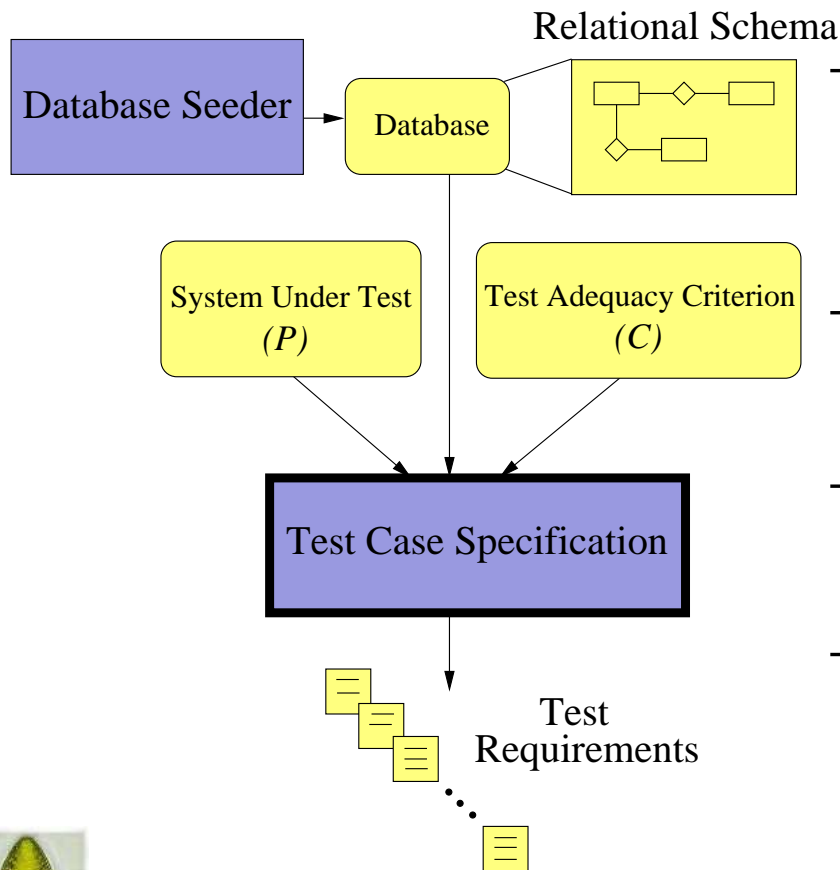 Relational Schema
Database Seeder
Database
System Under Test
(P)
Test Adequacy Criterion
(C)
Test Case Specification
Test
Requirements